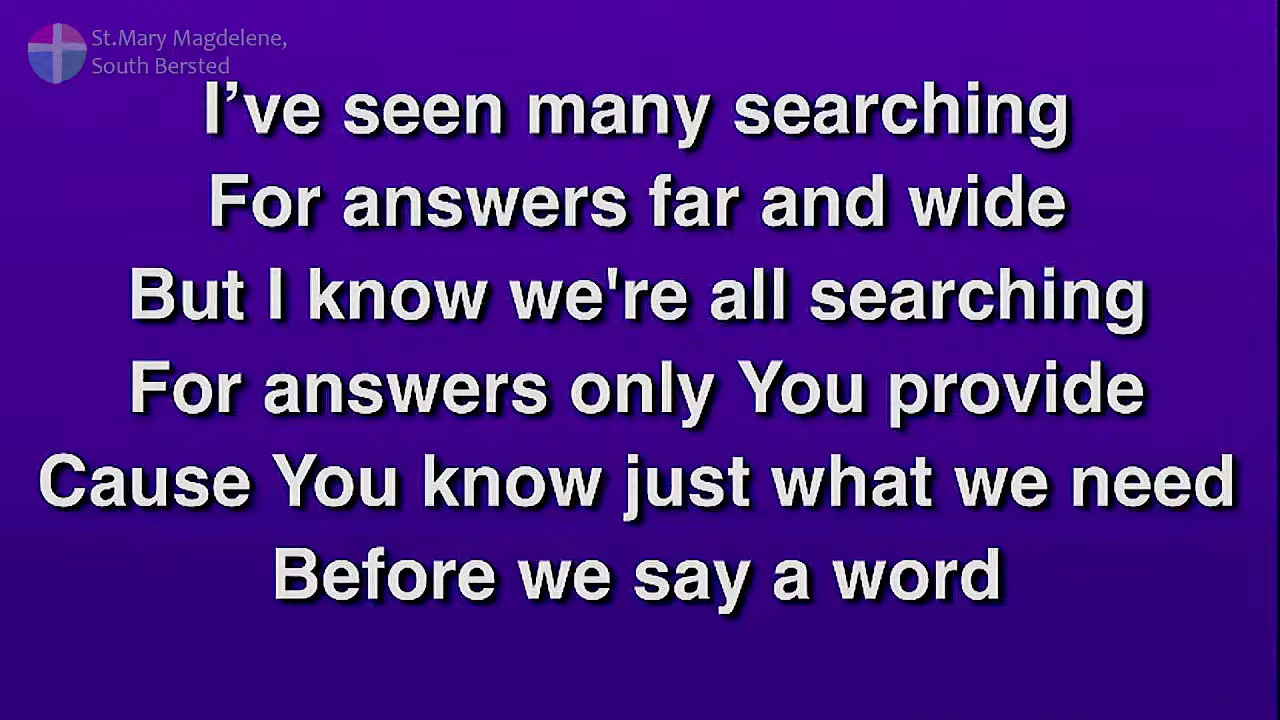 St.Mary Magdelene,
South Bersted
I’ve seen many searching
For answers far and wide
But I know we're all searching
For answers only You provide
Cause You know just what we need
Before we say a word